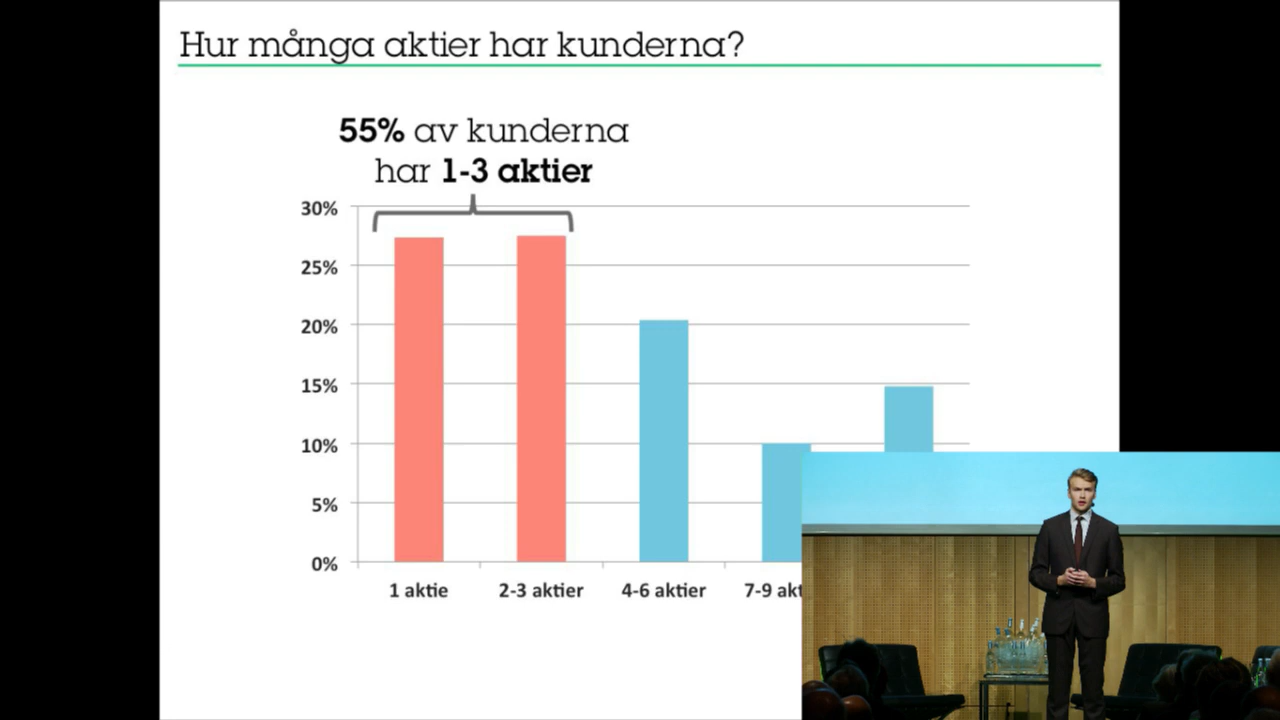 Hur många aktier har kunderna?
55% av kunderna
har 1-3 aktier
30%
25%
20%
15%
10%
5%
0%
1 aktie 2-3 aktier 4-6 aktier 7-9 akt